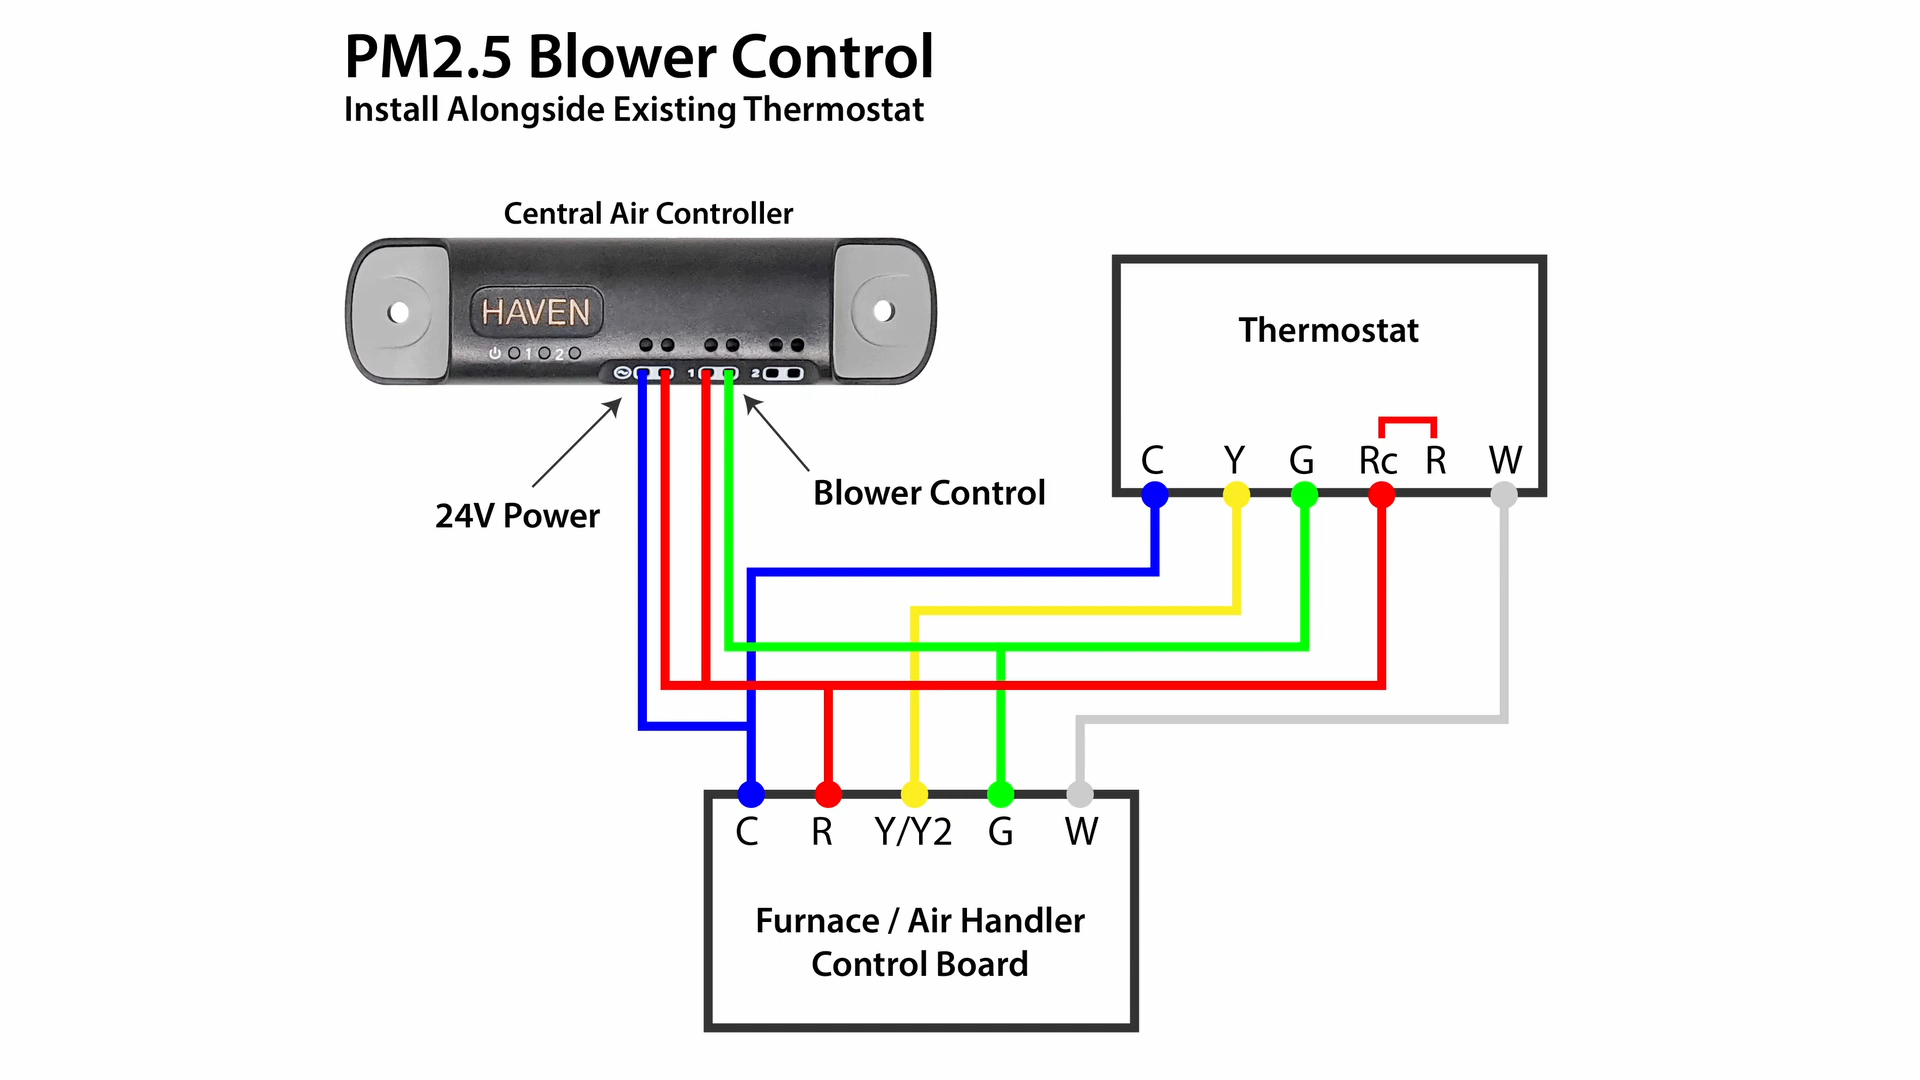 PM2.5 Blower Control
Install Alongside Existing Thermostat
Central Air Controller
HAVEN
1 2
1 2
24V Power
Blower Control
Thermostat
C Y G Rc R W
C R Y/Y2 G W
Furnace / Air Handler
Control Board